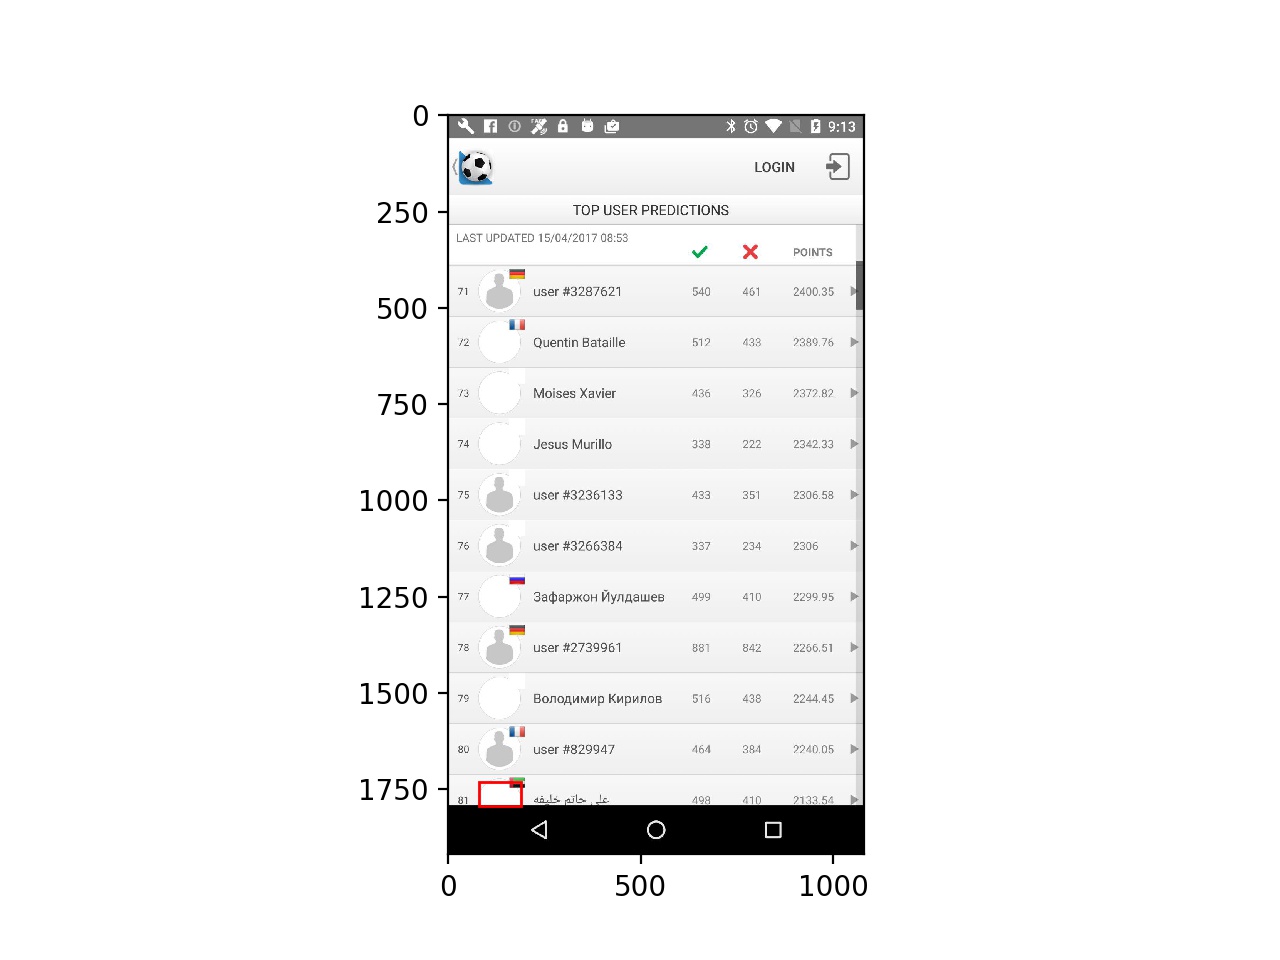 0
250
500
750
1000
1250
1500
1750
0 500 1000
9:13
LOGIN
TOP USER PREDICTIONS
LAST UPDATED 15/04/2017 08:53
POINTS
71 user #3287621 540 461 2400.35
72 Quentin Bataille 512 433 2389.76
73 Moises Xavier 436 326 2372.82
74 Jesus Murillo 338 222 2342.33
75 user #3236133 433 351 2306.58
76 user #3266384 337 234 2306
77 Зафаржон Йулдашев 499 410 2299.95
78 user #2739961 881 842 2266.51
79 Володимир Кирилов 516 438 2244.45
80 user #829947 464 384 2240.05
81 علي حاتم خليفه 498 410 2133.54